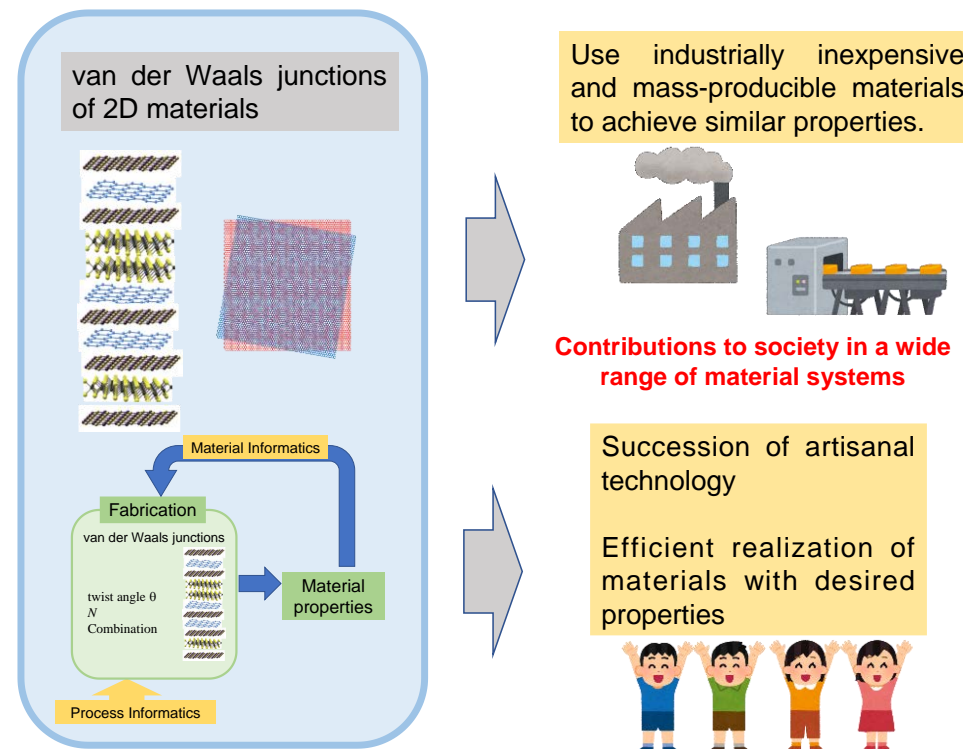 van der Waals junctions
of 2D materials
Material Informatics
Fabrication
van der Waals junctions
twist angle θ
N
Combination
Material
properties
Process Informatics
Use industrially inexpensive
and mass-producible materials
to achieve similar properties.
Contributions to society in a wide
range of material systems
Succession of artisanal
technology
Efficient realization of
materials with desired
properties